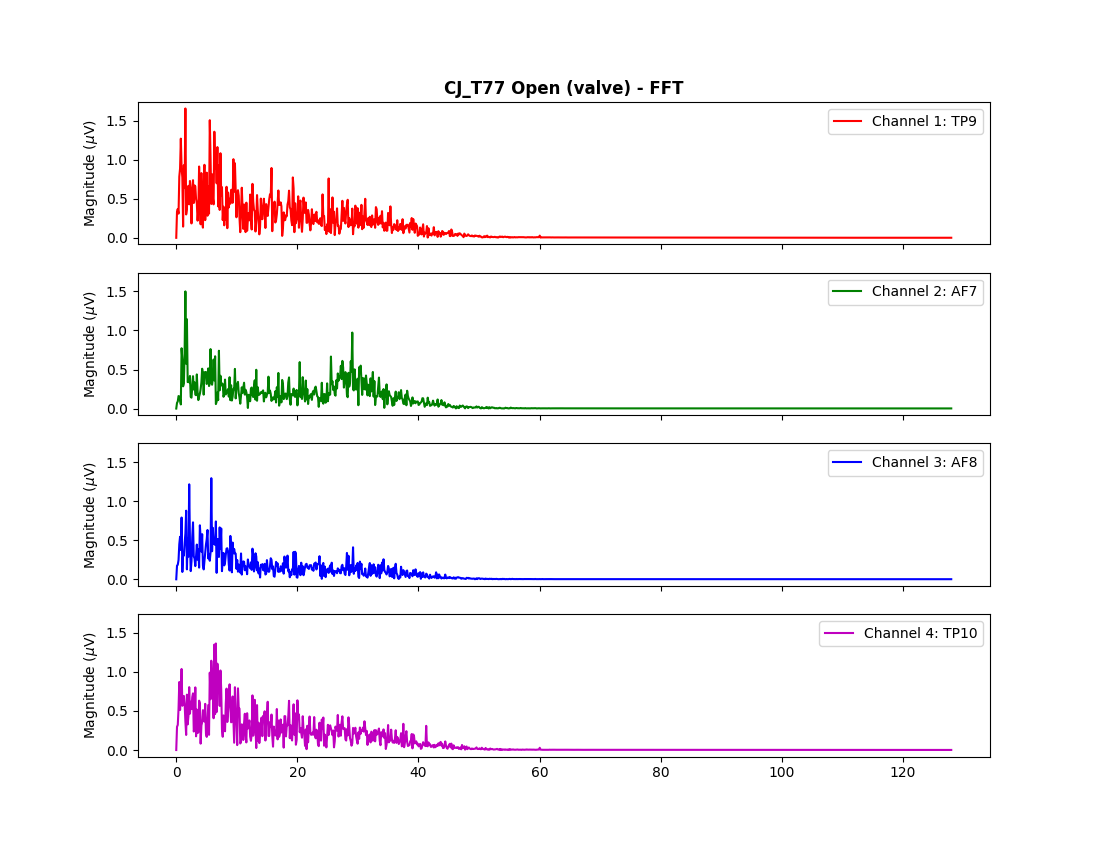 CJ_T77 Open (valve) - FFT
Magnitude (μV)
1.5
1.0
0.5
0.0
Channel 1: TP9
Magnitude (μV)
1.5
1.0
0.5
0.0
Channel 2: AF7
Magnitude (μV)
1.5
1.0
0.5
0.0
Channel 3: AF8
Magnitude (μV)
1.5
1.0
0.5
0.0
Channel 4: TP10
0 20 40 60 80 100 120